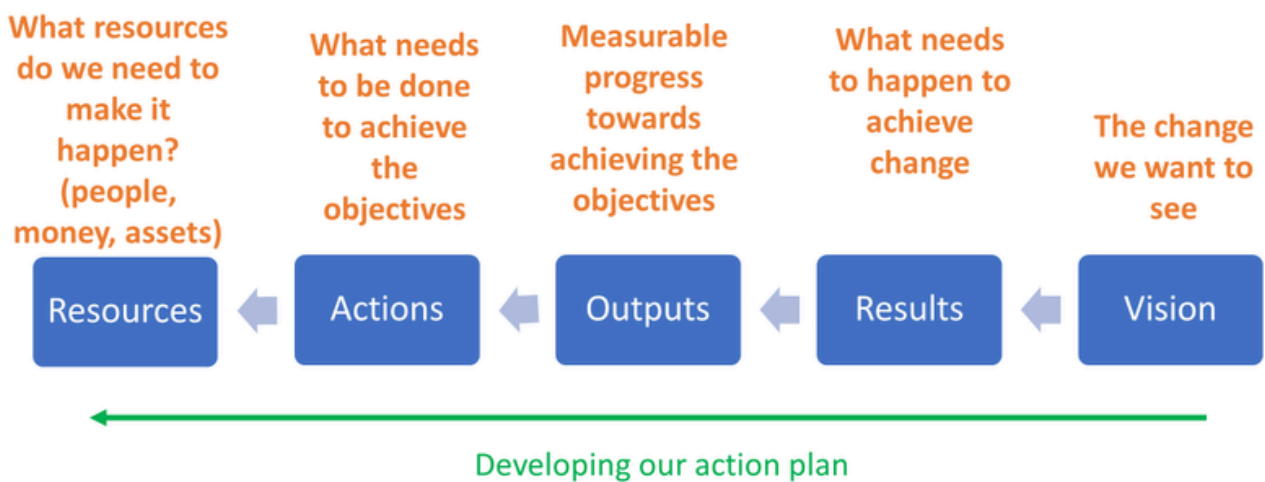 What resources
do we need to
make it
happen?
(people,
money, assets)
What needs
to be done
to achieve
the
objectives
Measurable
progress
towards
achieving the
objectives
What needs
to happen to
achieve
change
The change
we want to
see
Resources
Actions
Outputs
Results
Vision
Developing our action plan